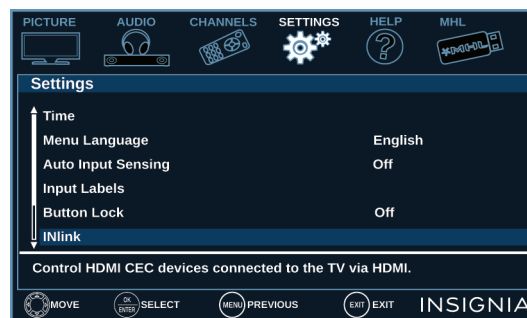 PICTURE AUDIO CHANNELS SETTINGS HELP MHL
MHL
Settings
Time
Menu Language English
Auto Input Sensing Off
Input Labels
Button Lock Off
INlink
Control HDMI CEC devices connected to the TV via HDMI.
MOVE OK ENTER SELECT MENU PREVIOUS EXIT EXIT INSIGNIA